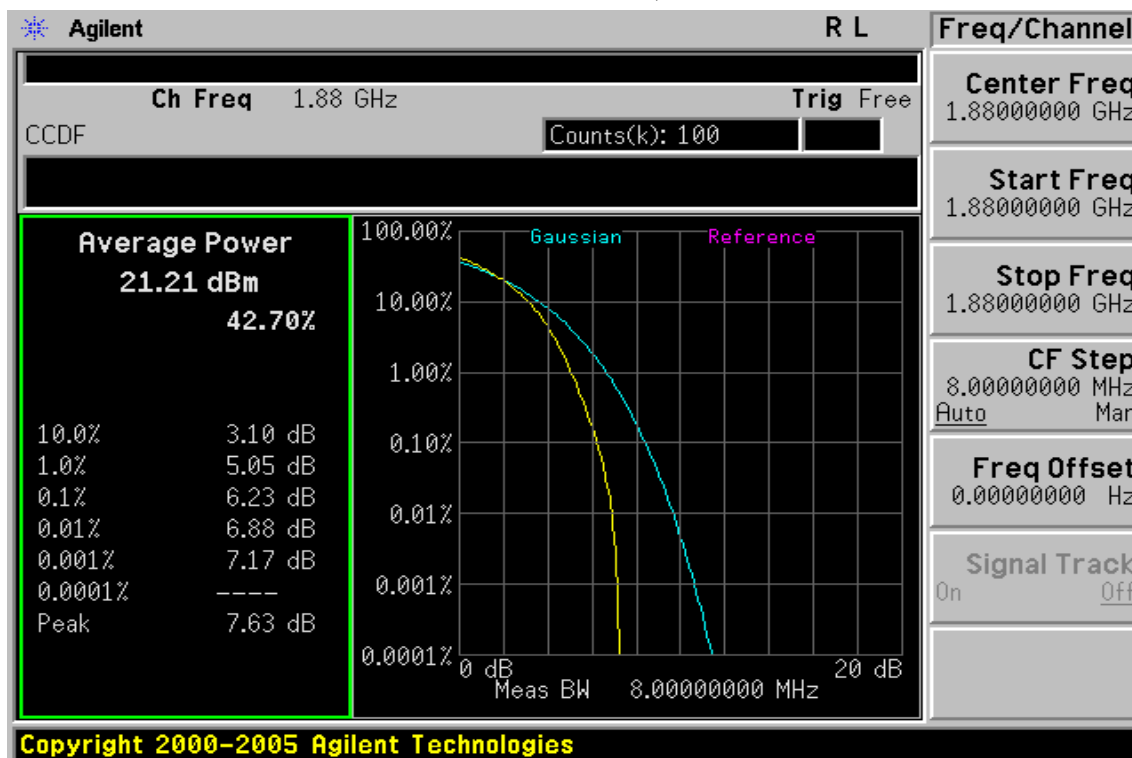 Agilent R L
Freq/Channel
Ch Freq 1.88 GHz Trig Free
CCDF Counts(k): 100
Average Power
21.21 dBm
42.70%
10.0% 3.10 dB
1.0% 5.05 dB
0.1% 6.23 dB
0.01% 6.88 dB
0.001% 7.17 dB
0.0001% ----
Peak 7.63 dB
Gaussian Reference
100.00%
10.00%
1.00%
0.10%
0.01%
0.001%
0.0001%
0 dB 20 dB
Meas BW 8.00000000 MHz
Center Freq
1.88000000 GHz
Start Freq
1.88000000 GHz
Stop Freq
1.88000000 GHz
CF Step
8.00000000 MHz
Auto Man
Freq Offset
0.00000000 Hz
Signal Track
On Off
Copyright 2000-2005 Agilent Technologies